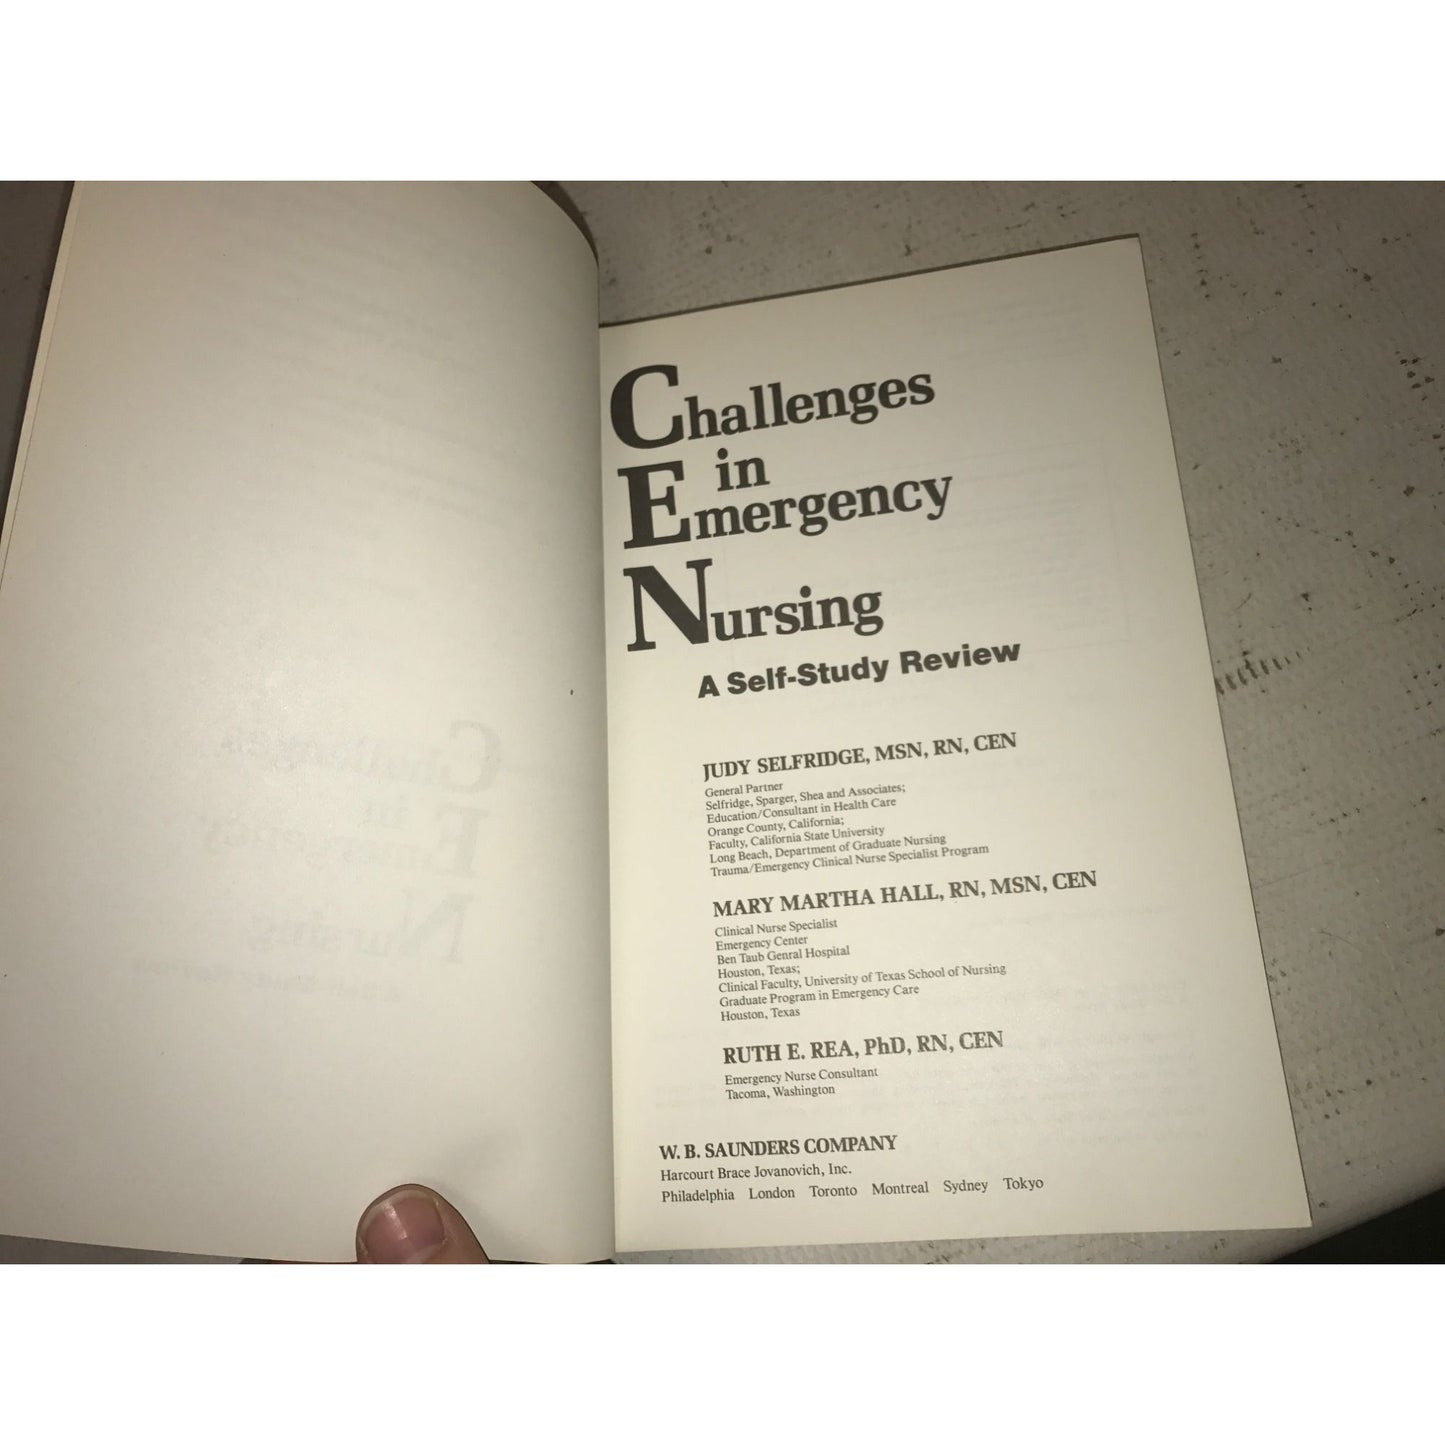 Challenges
in
Emergency
Nursing
A Self-Study Review
JUDY SELFRIDGE, MSN, RN, CEN
General Partner
Selfridge, Sparger, Shea and Associates;
Education/Consultant in Health Care
Orange County, California;
Faculty, California State University
Long Beach, Department of Graduate Nursing
Trauma/Emergency Clinical Nurse Specialist Program
MARY MARTHA HALL, RN, MSN, CEN
Clinical Nurse Specialist
Emergency Center
Ben Taub Genral Hospital
Houston, Texas;
Clinical Faculty, University of Texas School of Nursing
Graduate Program in Emergency Care
Houston, Texas
RUTH E. REA, PhD, RN, CEN
Emergency Nurse Consultant
Tacoma, Washington
W. B. SAUNDERS COMPANY
Harcourt Brace Jovanovich, Inc.
Philadelphia London Toronto Montreal Sydney Tokyo